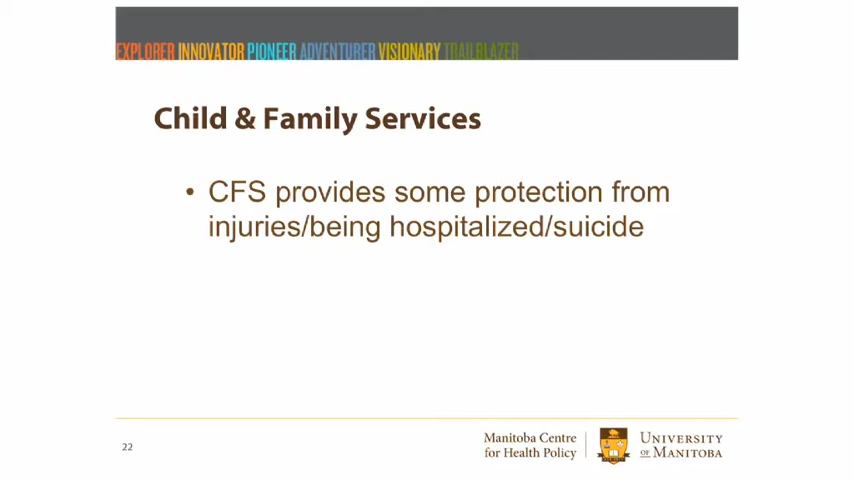 EXPLORER INNOVATOR PIONEER ADVENTURER VISIONARY TRAILBLAZER
Child & Family Services
• CFS provides some protection from
injuries/being hospitalized/suicide
22
Manitoba Centre
for Health Policy
UNIVERSITY
OF MANITOBA